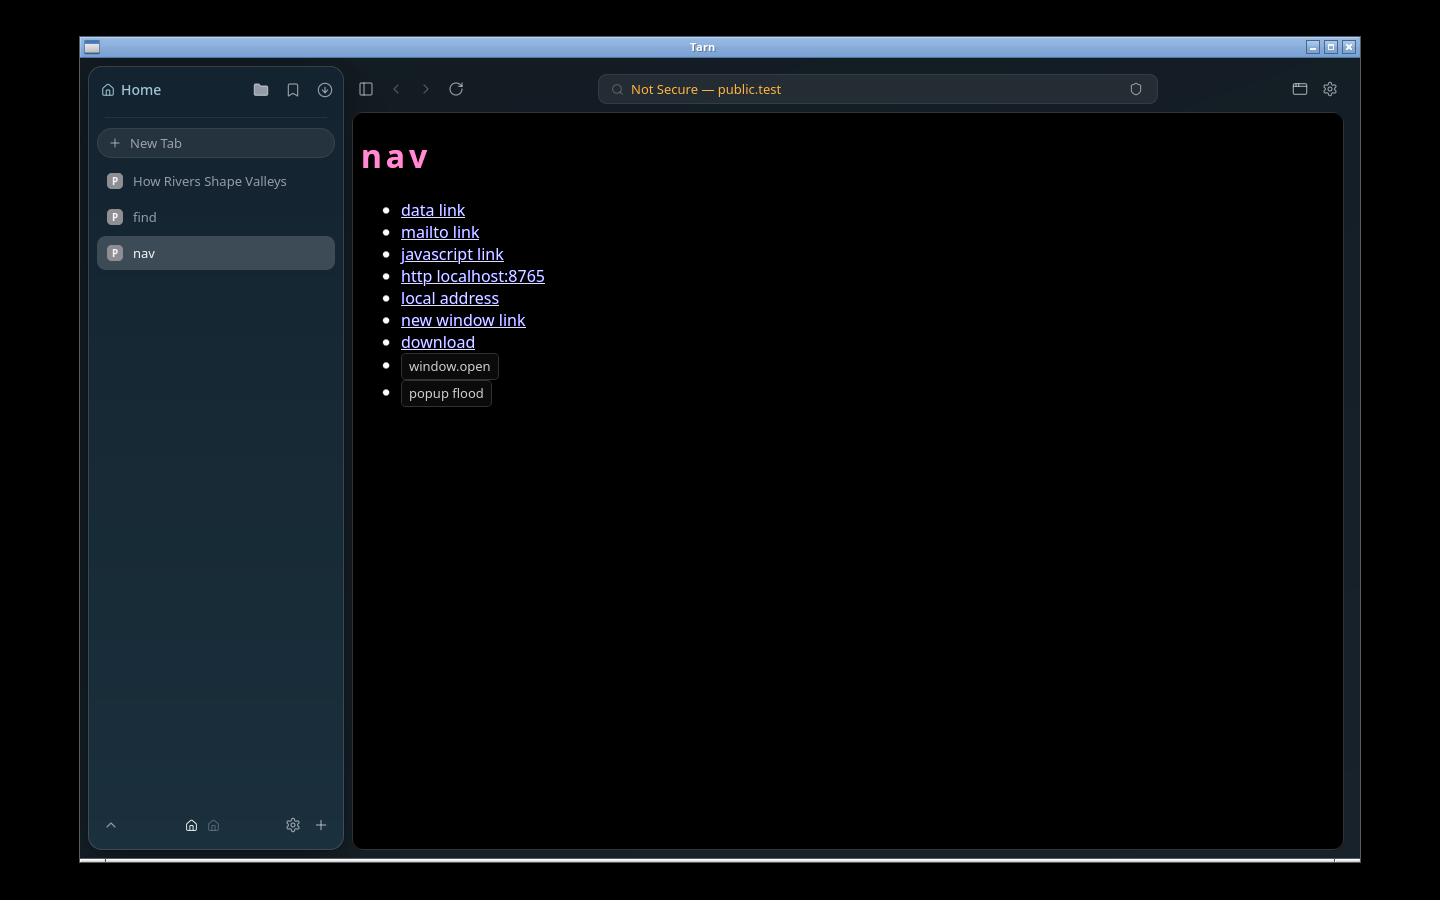 Tarn
Home
Not Secure — public.test
New Tab
P How Rivers Shape Valleys
P find
P nav
nav
data link
mailto link
javascript link
http localhost:8765
local address
new window link
download
window.open
popup flood